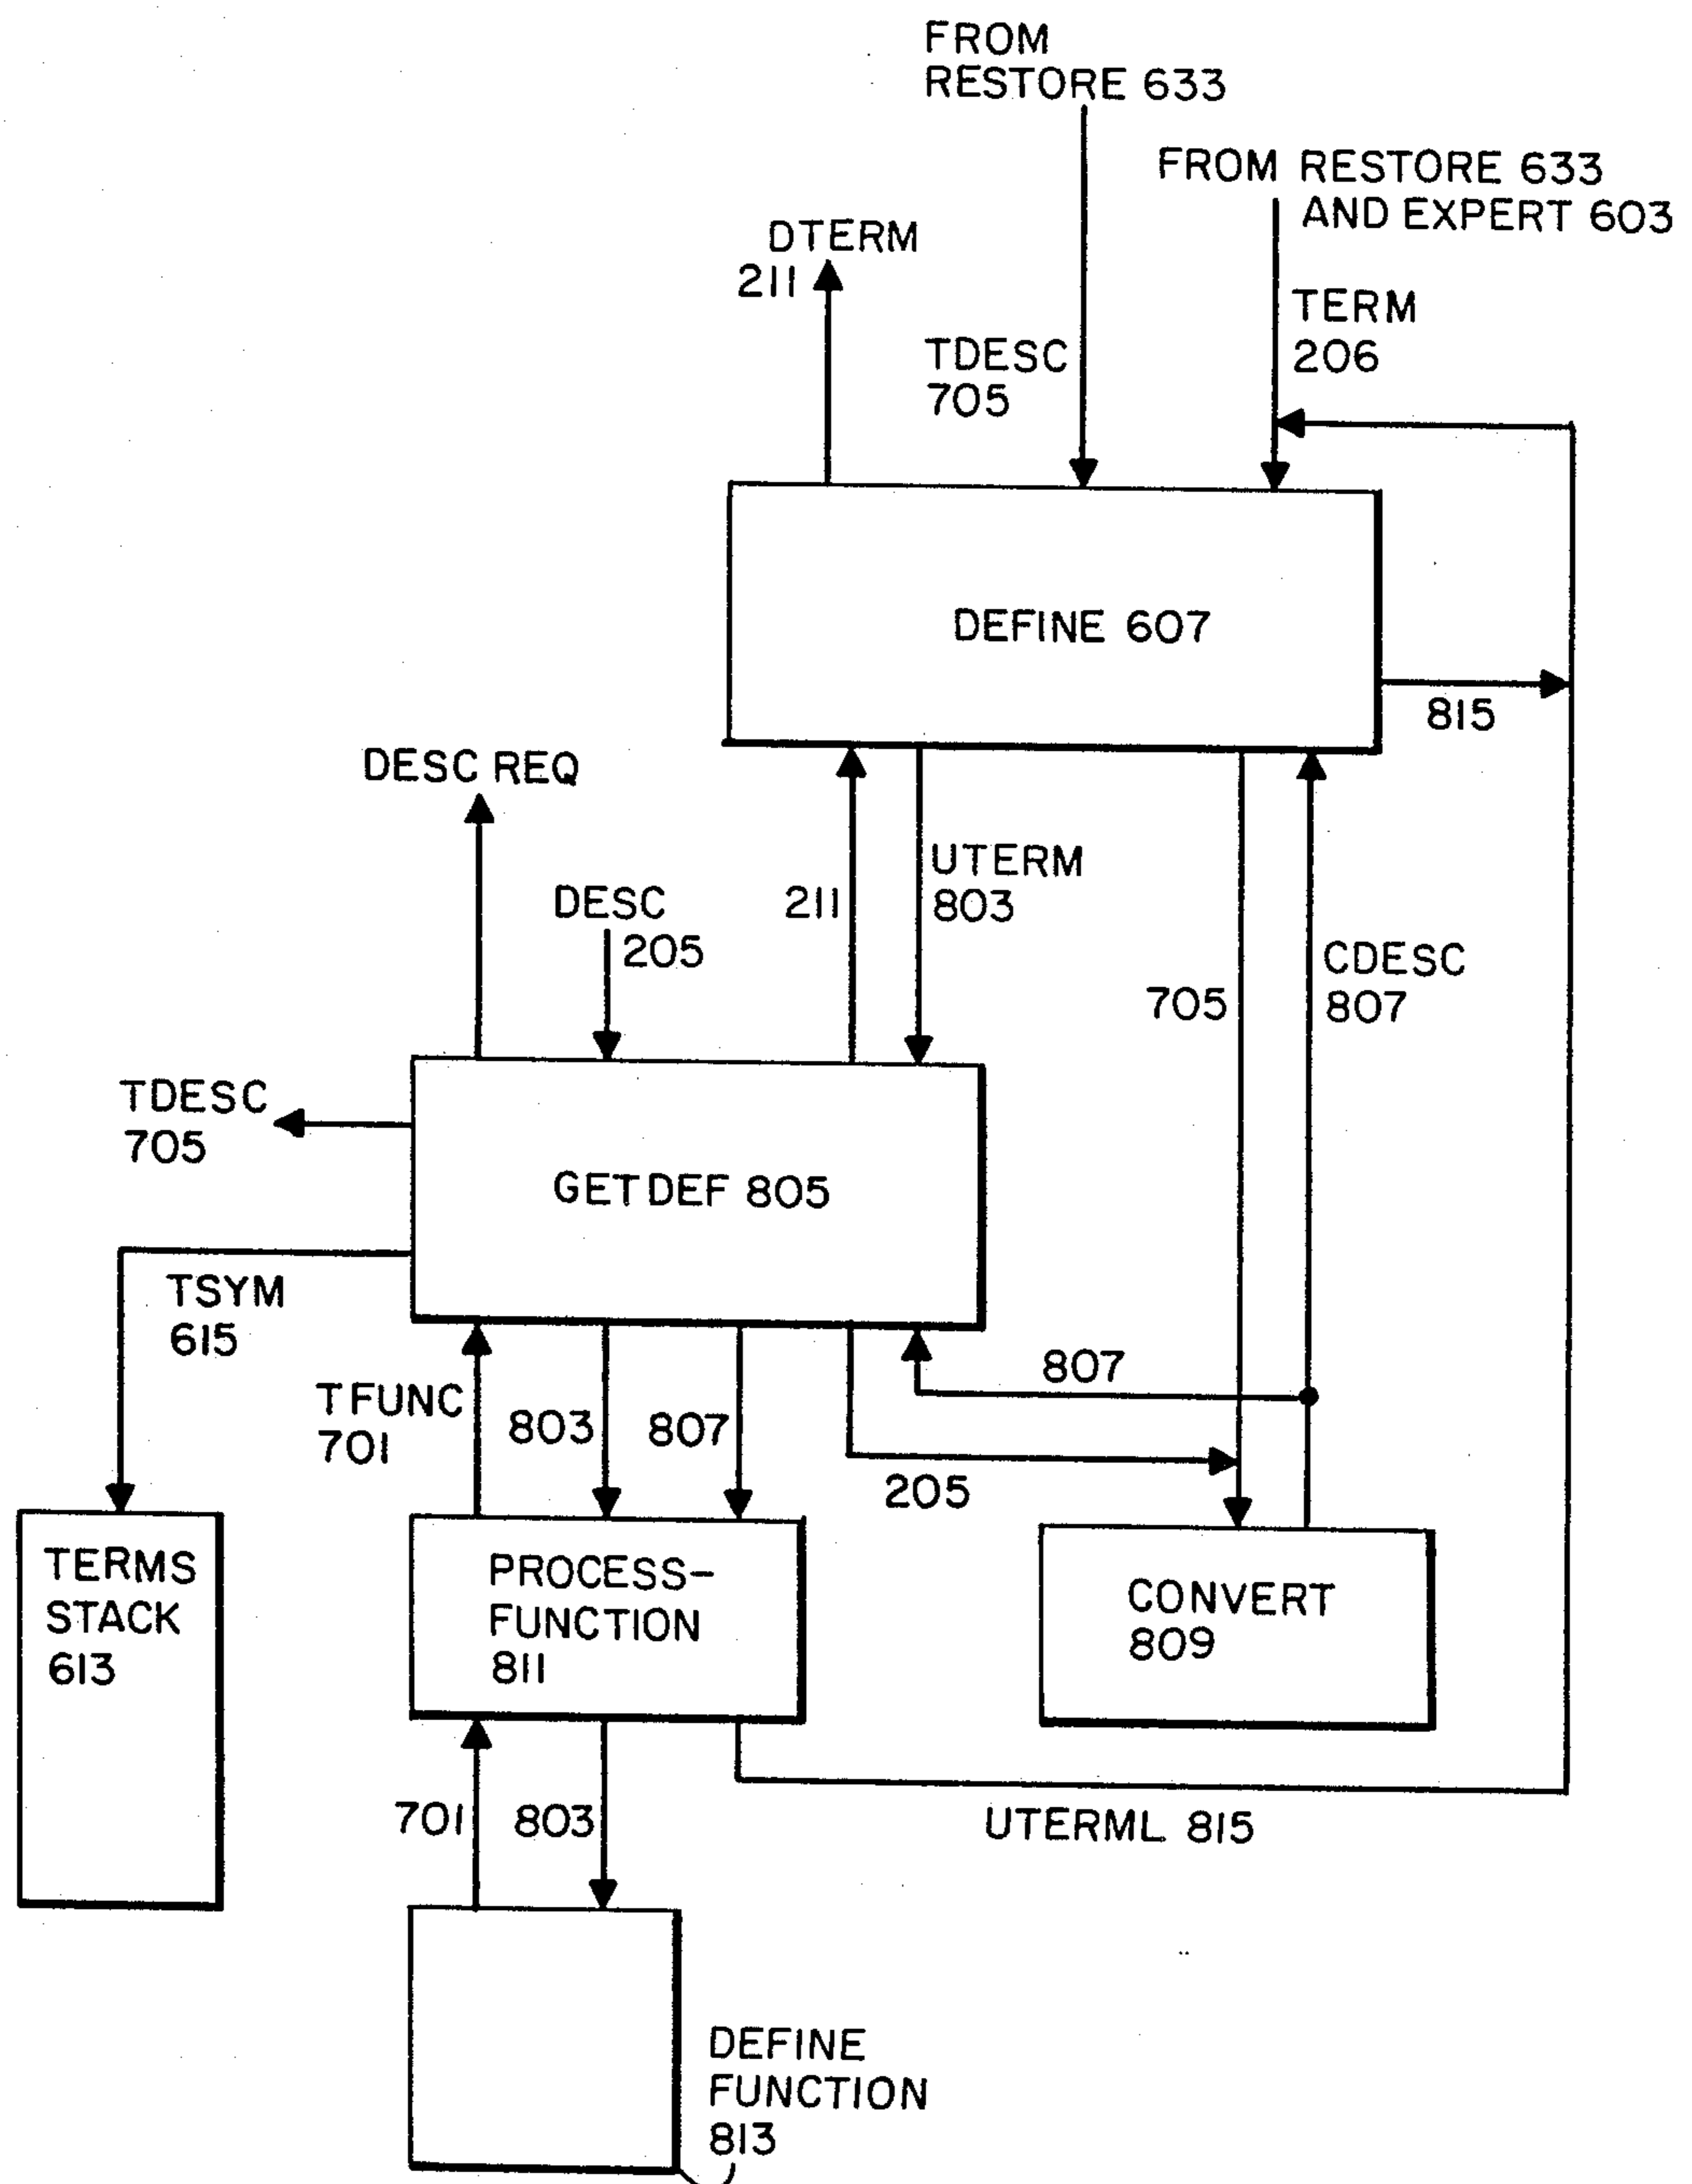 FROM
RESTORE 633
FROM RESTORE 633
AND EXPERT 603
DTERM
211
TERM
206
TDESC
705
DEFINE 607
815
DESC REQ
UTERM
803
211
DESC
205
CDESC
807
705
TDESC
705
GETDEF 805
TSYM
615
807
TFUNC
701
803
807
205
TERMS
STACK
613
PROCESS-
FUNCTION
811
CONVERT
809
701
803
UTERML 815
DEFINE
FUNCTION
813